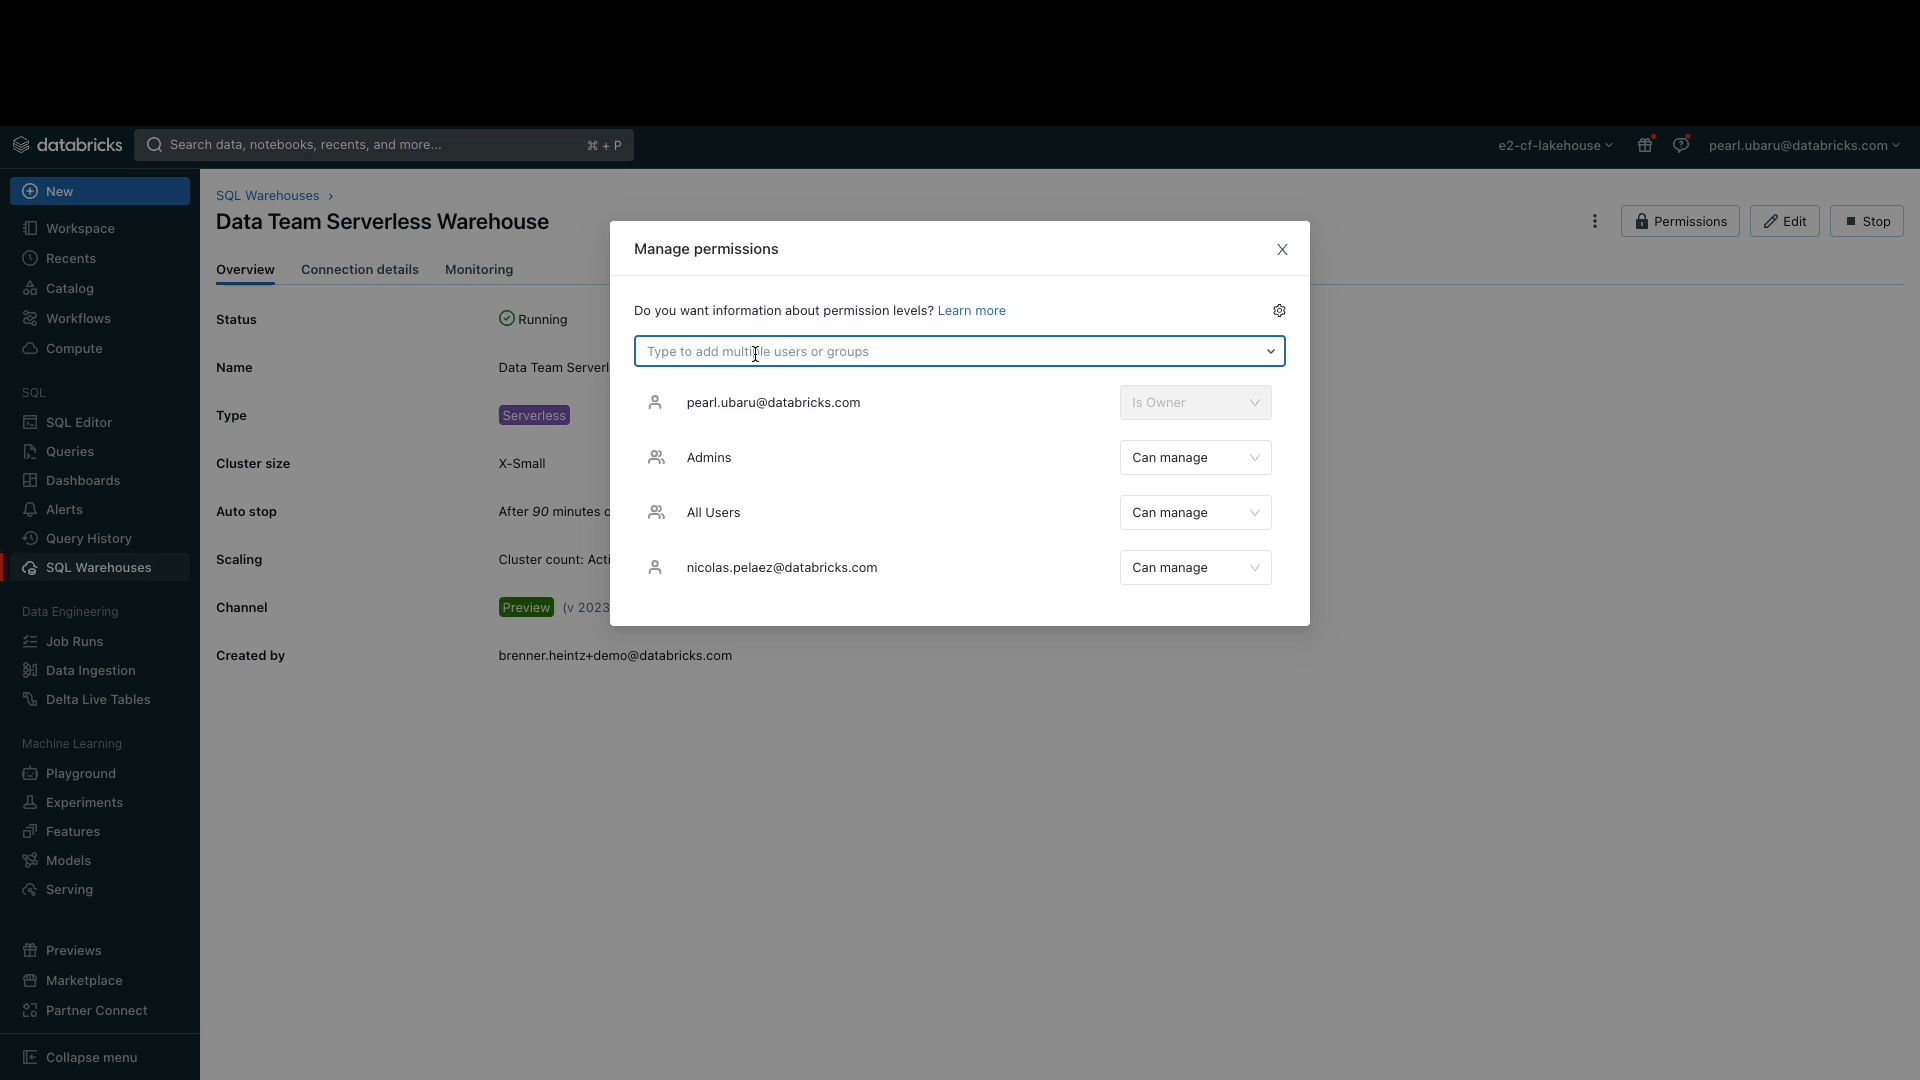 databricks
Search data, notebooks, recents, and more...
⌘ + P
e2-cf-lakehouse
pearl.ubaru@databricks.com
New
Workspace
Recents
Catalog
Workflows
Compute
SQL
SQL Editor
Queries
Dashboards
Alerts
Query History
SQL Warehouses
Data Engineering
Job Runs
Data Ingestion
Delta Live Tables
Machine Learning
Playground
Experiments
Features
Models
Serving
Previews
Marketplace
Partner Connect
Collapse menu
SQL Warehouses ›
Data Team Serverless Warehouse
Permissions
Edit
Stop
Overview
Connection details
Monitoring
Status
Running
Name
Data Team Serverl
Type
Serverless
Cluster size
X-Small
Auto stop
After 90 minutes
Scaling
Cluster count: Acti
Channel
Preview (v 2023
Created by
brenner.heintz+demo@databricks.com
Manage permissions
X
Do you want information about permission levels? Learn more
Type to add multiple users or groups
pearl.ubaru@databricks.com
Is Owner
Admins
Can manage
All Users
Can manage
nicolas.pelaez@databricks.com
Can manage